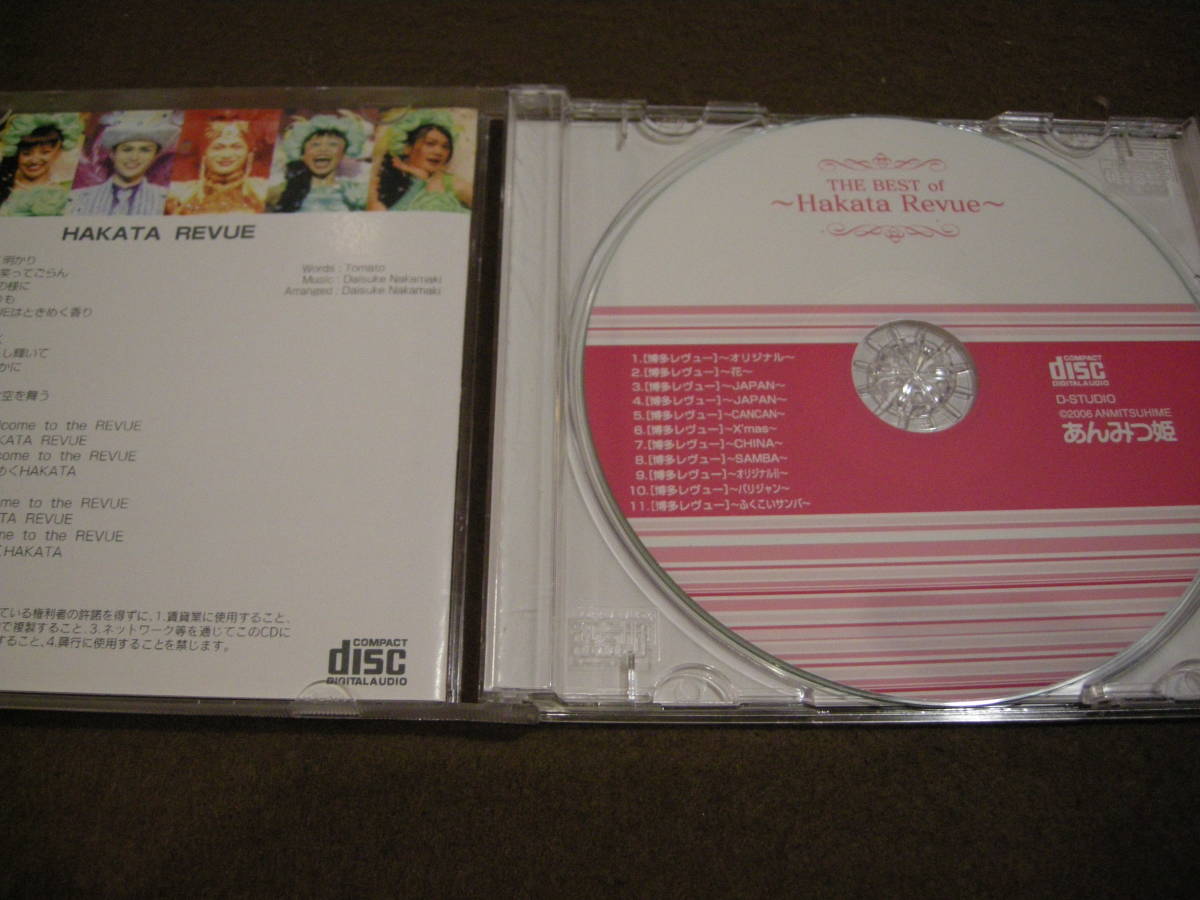 HAKATA REVUE
Words : Tomato
Music : Daisuke Nakamaki
Arranged : Daisuke Nakamaki
明かり
笑ってごらん
の様に
りも
はときめく香り
し輝いて
かに
空を舞う
come to the REVUE
KATA REVUE
come to the REVUE
めくHAKATA
me to the REVUE
TA REVUE
me to the REVUE
HAKATA
ている権利者の許諾を得ずに、1.賃貸業に使用すること、
で複製すること、3.ネットワーク等を通じてこのCDに
すること、4.興行に使用することを禁じます。
COMPACT
disc
DIGITAL AUDIO
THE BEST of
~Hakata Revue~
1.[博多レヴュー]~オリジナル~
2.[博多レヴュー]~花~
3.[博多レヴュー]~JAPAN~
4.[博多レヴュー]~JAPAN~
5.[博多レヴュー]~CANCAN~
6.[博多レヴュー]~X'mas~
7.[博多レヴュー]~CHINA~
8.[博多レヴュー]~SAMBA~
9.[博多レヴュー]~オリジナルII~
10.[博多レヴュー]~パリジャン~
11.[博多レヴュー]~ふくこいサンバ~
COMPACT
disc
DIGITAL AUDIO
D-STUDIO
©2006 ANMITSUHIME
あんみつ姫